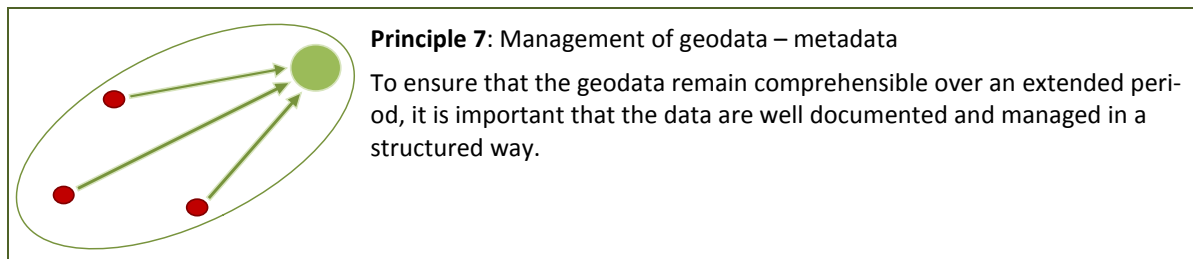 Principle 7: Management of geodata – metadata
To ensure that the geodata remain comprehensible over an extended peri-
od, it is important that the data are well documented and managed in a
structured way.